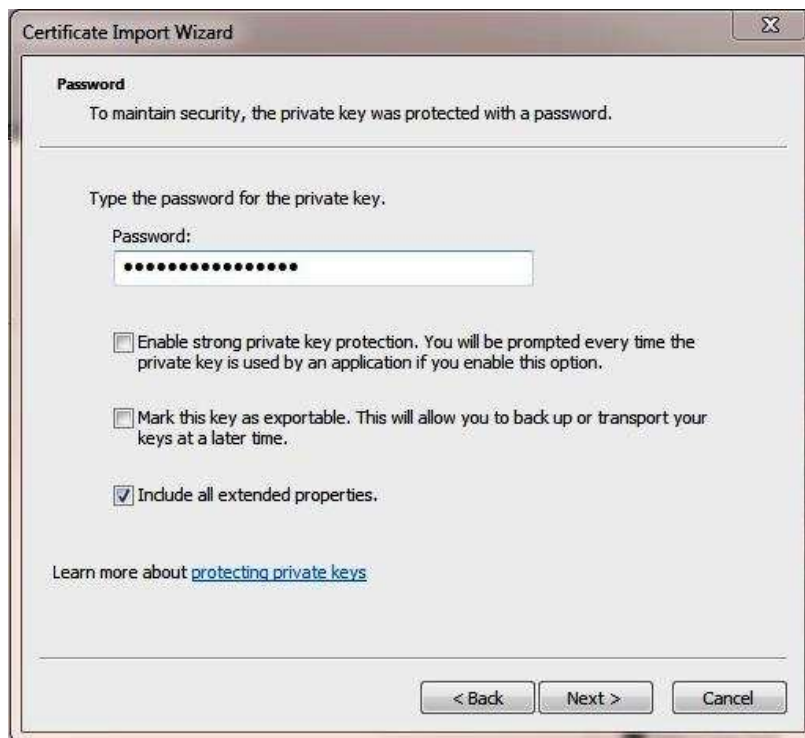 Certificate Import Wizard
Password
To maintain security, the private key was protected with a password.
Type the password for the private key.
Password:
••••••••••••••••
Enable strong private key protection. You will be prompted every time the
private key is used by an application if you enable this option.
Mark this key as exportable. This will allow you to back up or transport your
keys at a later time.
Include all extended properties.
Learn more about protecting private keys
< Back Next > Cancel